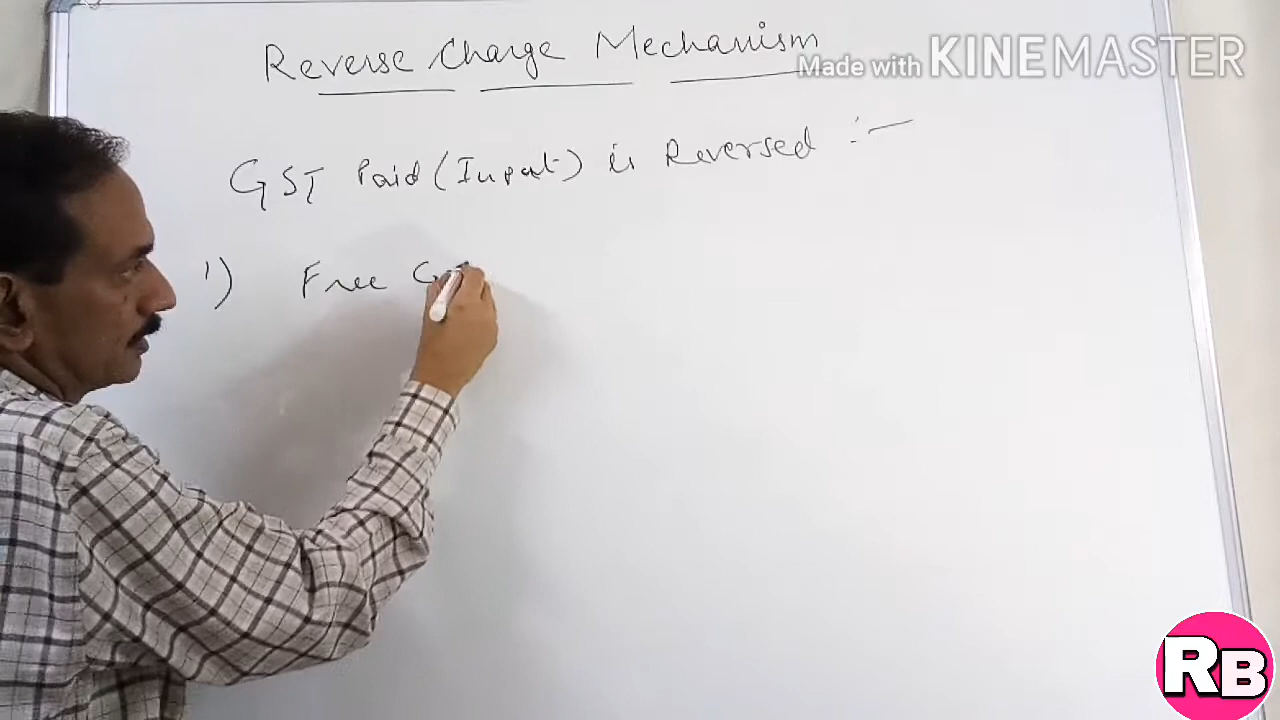 Reverse Charge Mechanism
Made with KINEMASTER
GST Paid (Input) is Reversed :-
1) Free
RB